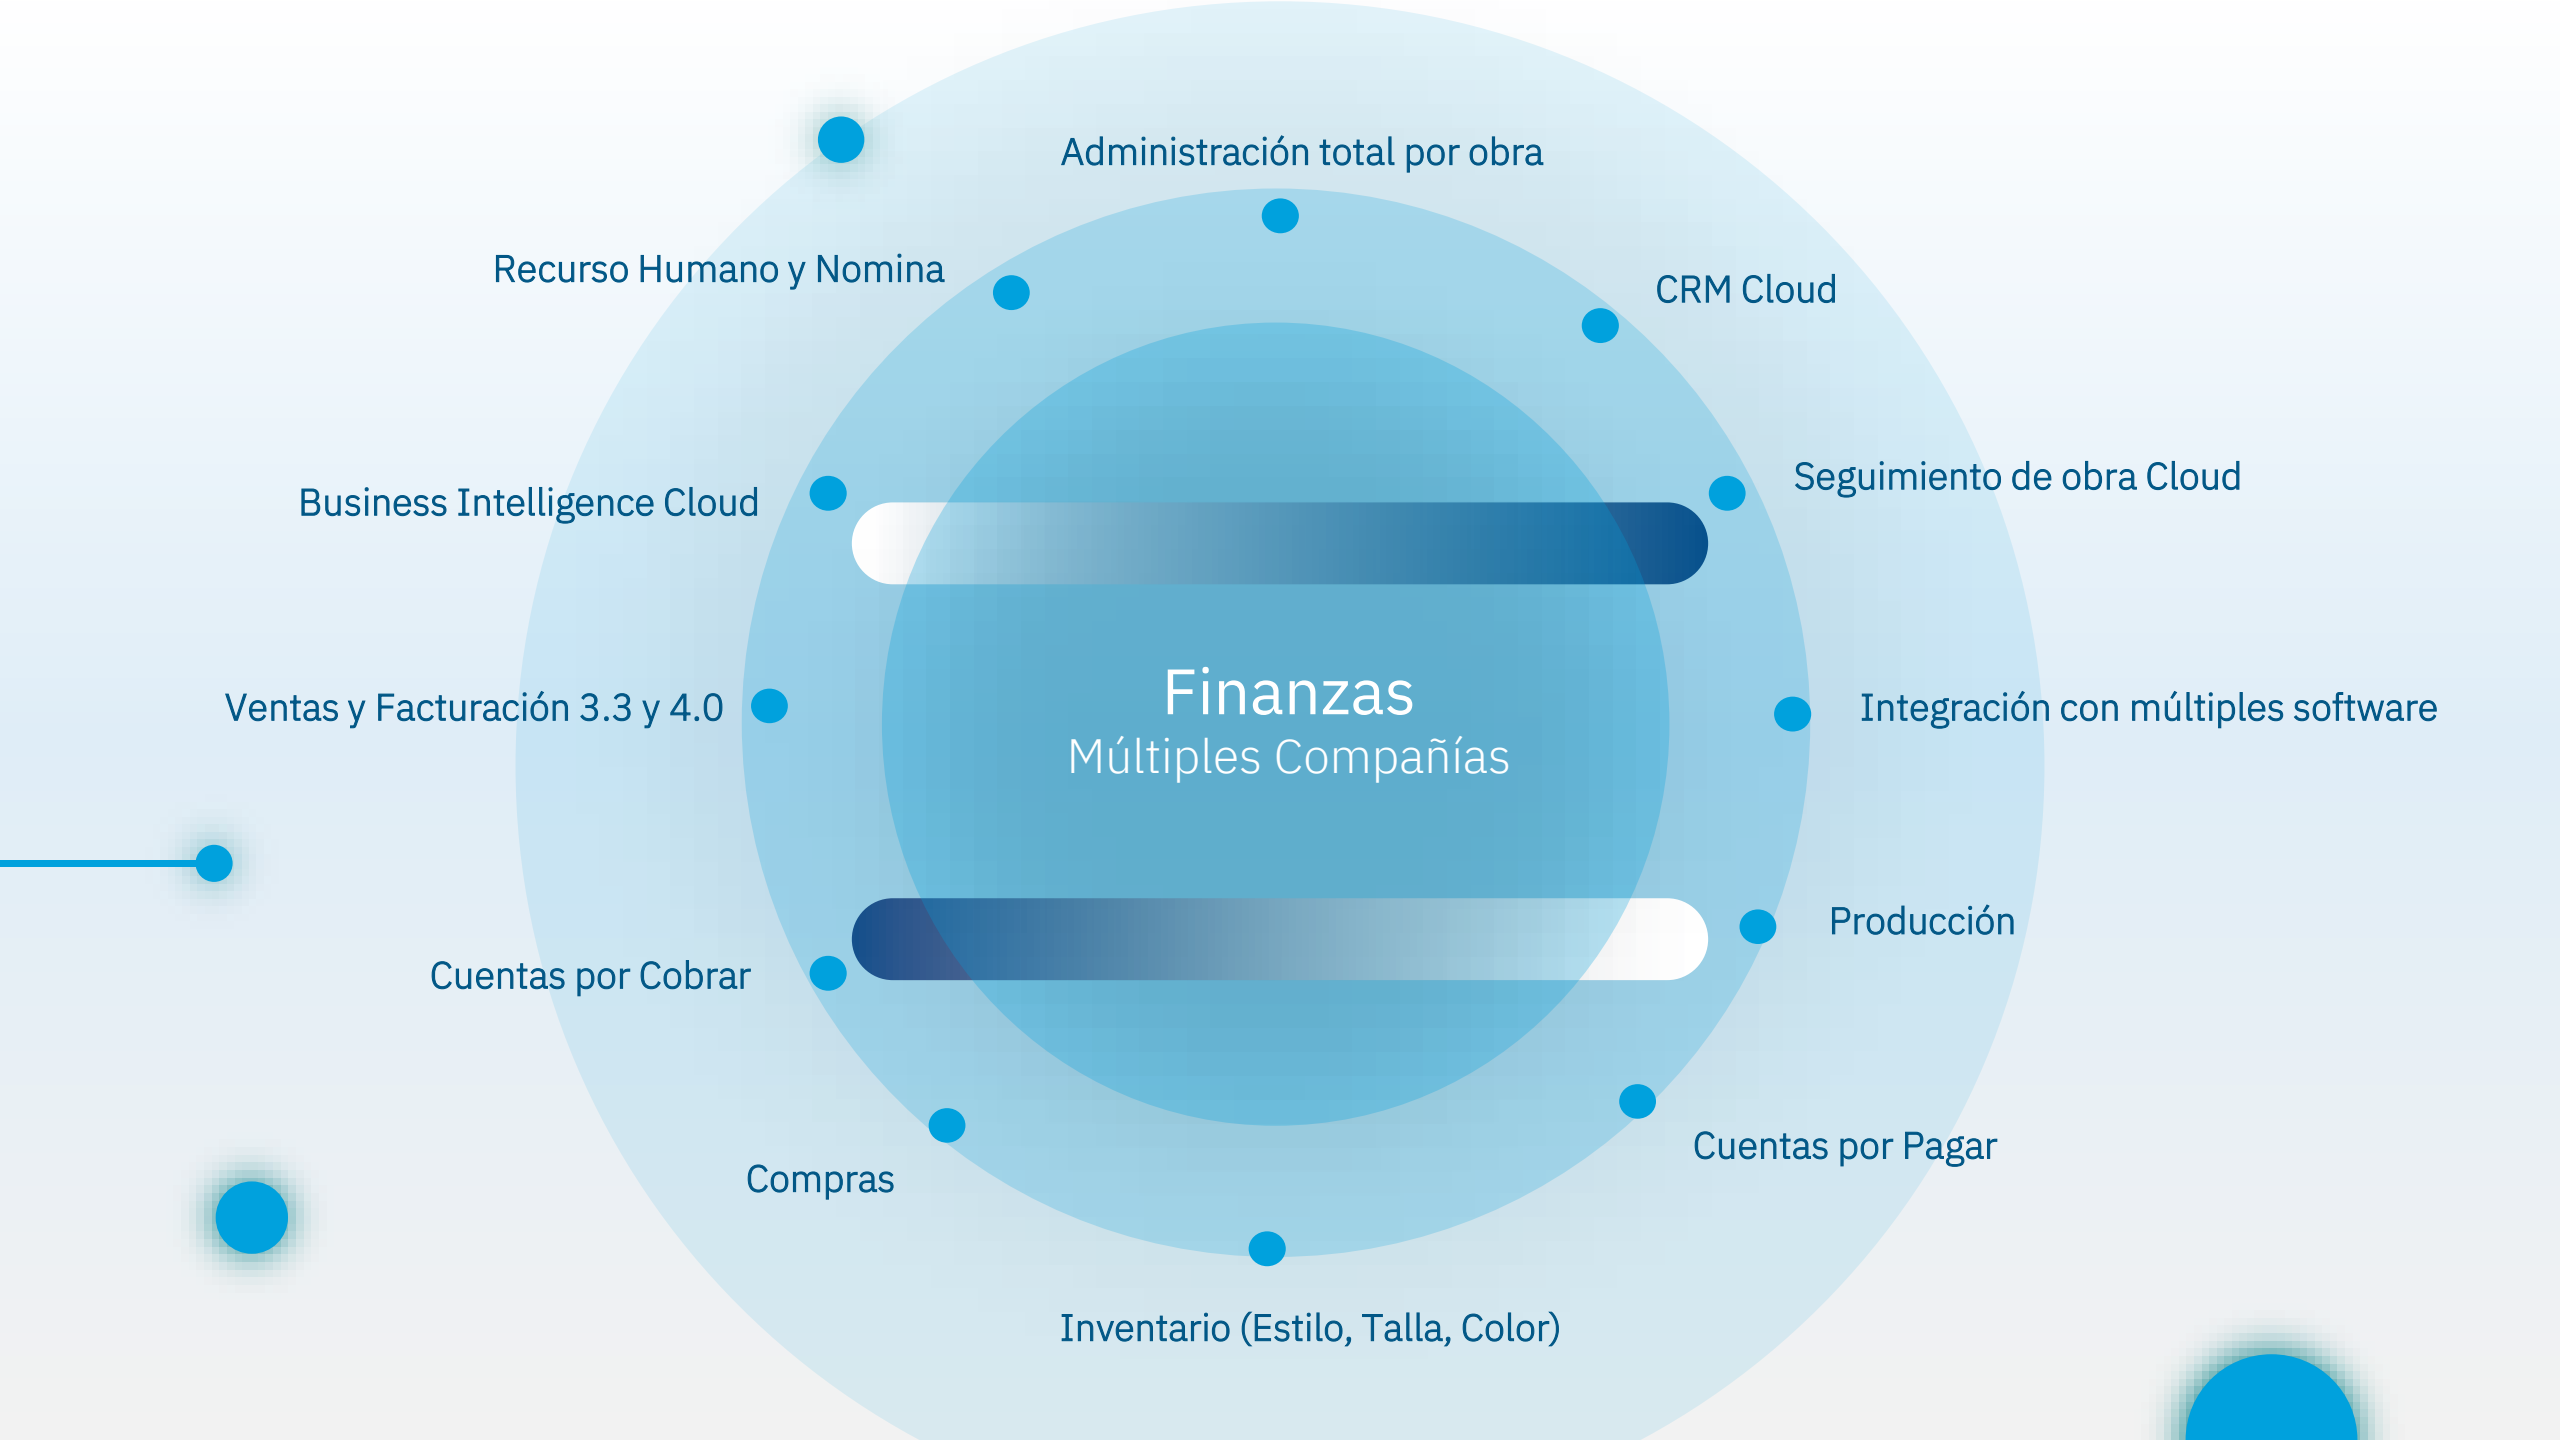 Administración total por obra
Recurso Humano y Nomina
CRM Cloud
Business Intelligence Cloud
Seguimiento de obra Cloud
Ventas y Facturación 3.3 y 4.0
Finanzas
Múltiples Compañías
Integración con múltiples software
Cuentas por Cobrar
Producción
Compras
Cuentas por Pagar
Inventario (Estilo, Talla, Color)